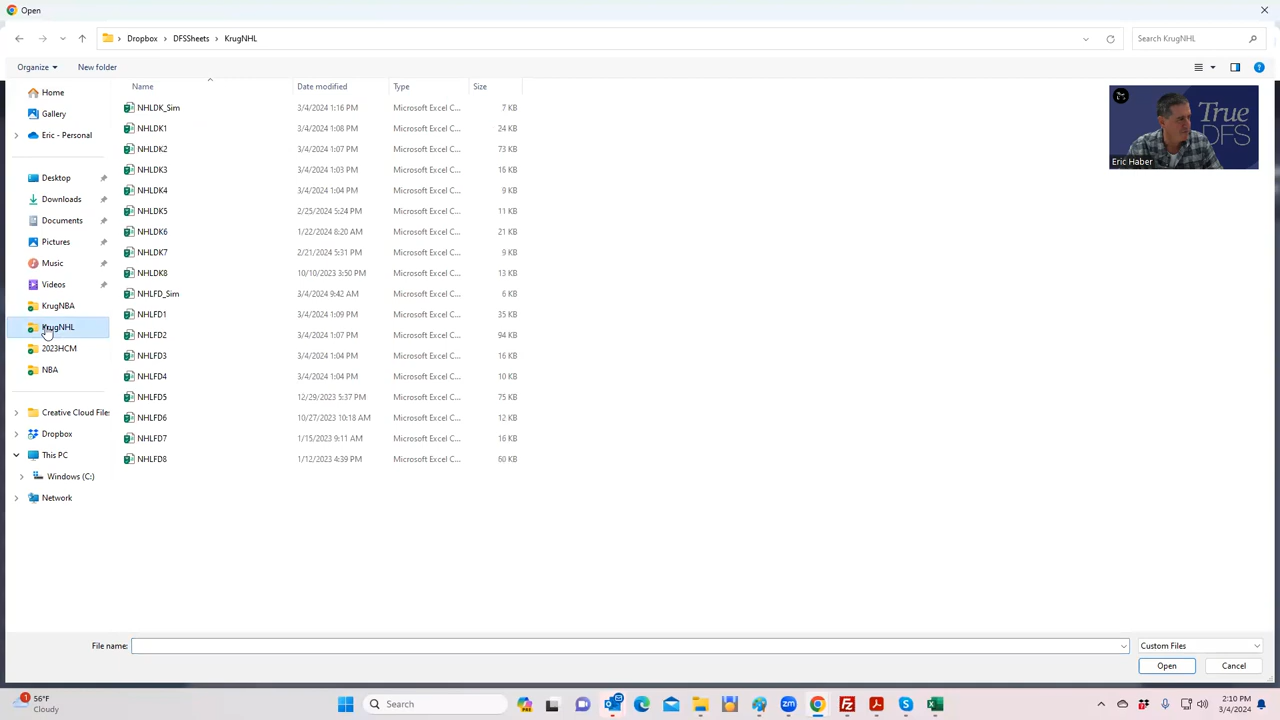 Open
Dropbox > DFSSheets > KrugNHL
Search KrugNHL
Organize
New folder
Name Date modified Type Size
Home
Gallery
Eric - Personal
Desktop
Downloads
Documents
Pictures
Music
Videos
KrugNBA
KrugNHL
2023HCM
NBA
Creative Cloud File:
Dropbox
This PC
Windows (C:)
Network
NHLDK_Sim 3/4/2024 1:16 PM Microsoft Excel C... 7 KB
NHLDK1 3/4/2024 1:08 PM Microsoft Excel C... 24 KB
NHLDK2 3/4/2024 1:07 PM Microsoft Excel C... 73 KB
NHLDK3 3/4/2024 1:03 PM Microsoft Excel C... 16 KB
NHLDK4 3/4/2024 1:04 PM Microsoft Excel C... 9 KB
NHLDK5 2/25/2024 5:24 PM Microsoft Excel C... 11 KB
NHLDK6 1/22/2024 8:20 AM Microsoft Excel C... 21 KB
NHLDK7 2/21/2024 5:31 PM Microsoft Excel C... 9 KB
NHLDK8 10/10/2023 3:50 PM Microsoft Excel C... 13 KB
NHLFD_Sim 3/4/2024 9:42 AM Microsoft Excel C... 6 KB
NHLFD1 3/4/2024 1:09 PM Microsoft Excel C... 35 KB
NHLFD2 3/4/2024 1:07 PM Microsoft Excel C... 94 KB
NHLFD3 3/4/2024 1:04 PM Microsoft Excel C... 16 KB
NHLFD4 3/4/2024 1:04 PM Microsoft Excel C... 10 KB
NHLFD5 12/29/2023 5:37 PM Microsoft Excel C... 75 KB
NHLFD6 10/27/2023 10:18 AM Microsoft Excel C... 12 KB
NHLFD7 1/15/2023 9:11 AM Microsoft Excel C... 16 KB
NHLFD8 1/12/2023 4:39 PM Microsoft Excel C... 60 KB
True
DFS
Eric Haber
File name:
Custom Files
Open
Cancel
1
56°F
Cloudy
Search
PRE
zm
2:10 PM
3/4/2024